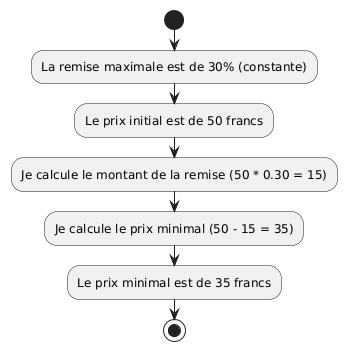 La remise maximale est de 30% (constante)
Le prix initial est de 50 francs
Je calcule le montant de la remise (50 * 0.30 = 15)
Je calcule le prix minimal (50 - 15 = 35)
Le prix minimal est de 35 francs